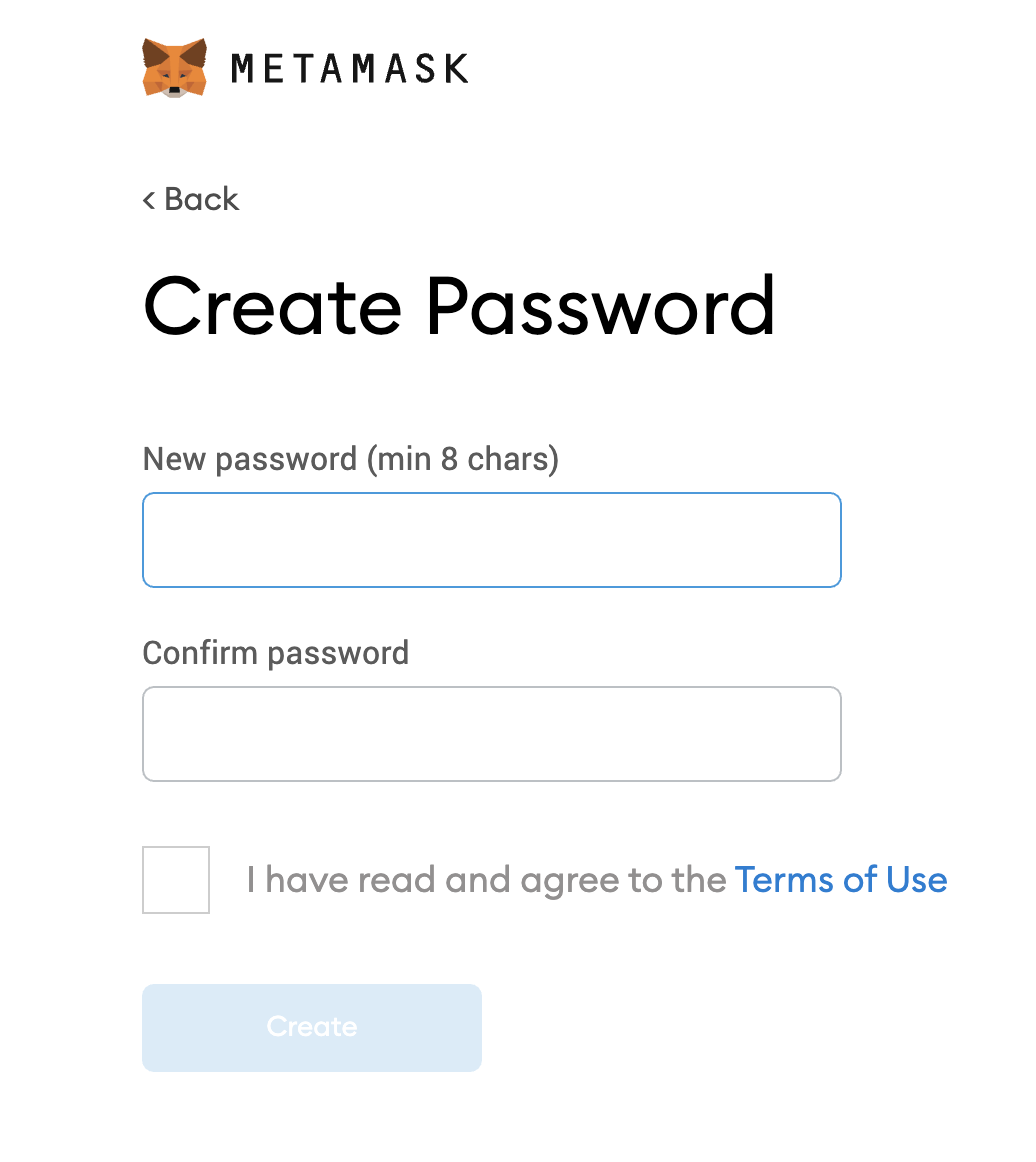 METAMASK
< Back
Create Password
New password (min 8 chars)
Confirm password
I have read and agree to the Terms of Use
Create